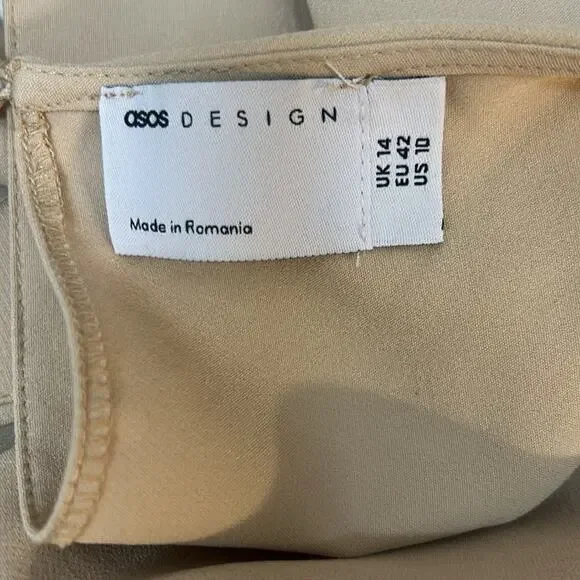 asos DESIGN
Made in Romania
UK 14
EU 42
US 10